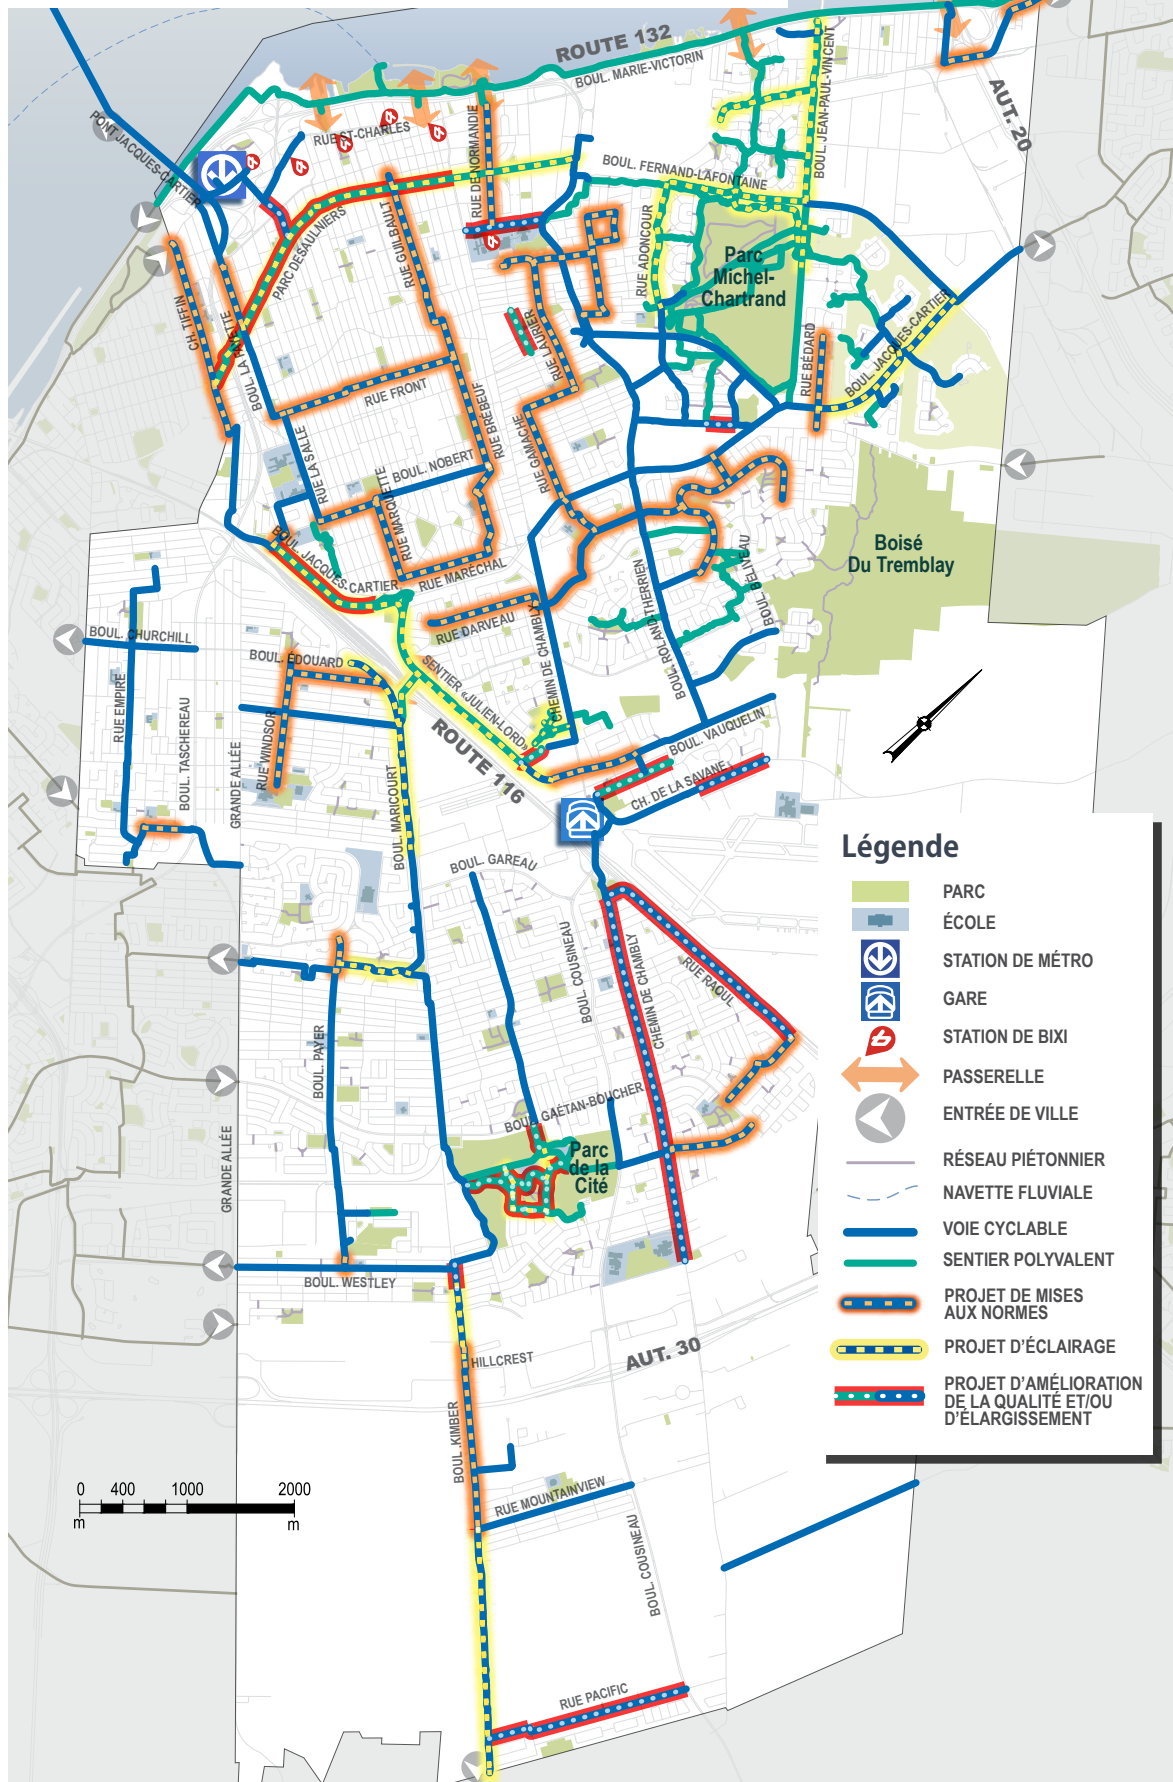 ROUTE 132
BOUL. MARIE-VICTORIN
BOUL. JEAN-PAUL-VINCENT
AUT. 20
PONT JACQUES-CARTIER
RUE ST-CHARLES
RUE DE NORMANDIE
BOUL. FERNAND-LAFONTAINE
PARC DESAULNIERS
RUE GUILBAULT
RUE ADONCOUR
Parc
Michel-
Chartrand
CH. TIFFIN
BOUL. LA FAYETTE
RUE LAURIER
RUE BÉDARD
BOUL. JACQUES-CARTIER
RUE FRONT
RUE BRÉBEUF
RUE GAMACHE
RUE LA SALLE
BOUL. NOBERT
RUE MARQUETTE
BOUL. JACQUES-CARTIER
RUE MARÉCHAL
RUE DARVEAU
CHEMIN DE CHAMBLY
BOUL. ROLAND-THERRIEN
BOUL. BELIVEAU
Boisé
Du Tremblay
BOUL. CHURCHILL
BOUL. EDOUARD
SENTIER «JULIEN-LORD»
RUE EMPIRE
BOUL. TASCHEREAU
GRANDE ALLÉE
RUE WINDSOR
ROUTE 116
BOUL. VAUQUELIN
CH. DE LA SAVANE
BOUL. MARICOURT
BOUL. GAREAU
BOUL. COUSINEAU
CHEMIN DE CHAMBLY
RUE RAOUL
BOUL. PAYER
BOUL. GAÉTAN-BOUCHER
GRANDE ALLÉE
Parc
de la
Cité
BOUL. WESTLEY
HILLCREST
AUT. 30
BOUL. KIMBER
RUE MOUNTAINVIEW
BOUL. COUSINEAU
RUE PACIFIC
0 400 1000 2000
m m
Légende
PARC
ÉCOLE
STATION DE MÉTRO
GARE
STATION DE BIXI
PASSERELLE
ENTRÉE DE VILLE
RÉSEAU PIÉTONNIER
NAVETTE FLUVIALE
VOIE CYCLABLE
SENTIER POLYVALENT
PROJET DE MISES
AUX NORMES
PROJET D'ÉCLAIRAGE
PROJET D'AMÉLIORATION
DE LA QUALITÉ ET/OU
D'ÉLARGISSEMENT